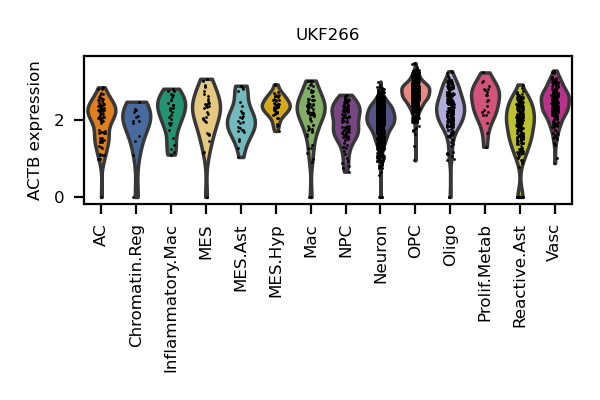 UKF266
ACTB expression
2
0
AC
Chromatin.Reg
Inflammatory.Mac
MES
MES.Ast
MES.Hyp
Mac
NPC
Neuron
OPC
Oligo
Prolif.Metab
Reactive.Ast
Vasc